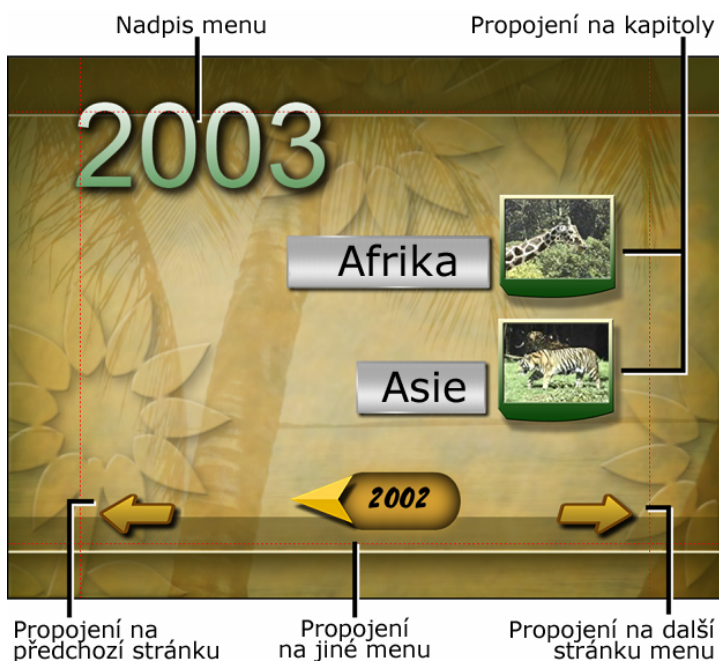 Nadpis menu
Propojení na kapitoly
2003
Afrika
Asie
2002
Propojení na
předchozí stránku
Propojení
na jiné menu
Propojení na další
stránku menu